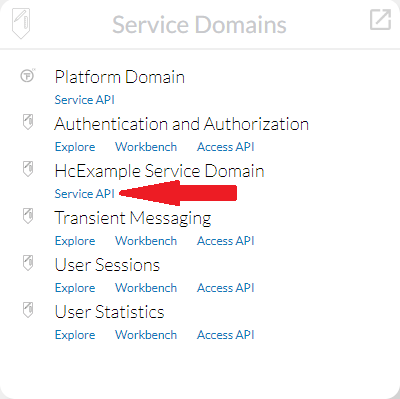 Service Domains
Platform Domain
Service API
Authentication and Authorization
Explore Workbench Access API
HcExample Service Domain
Service API
Transient Messaging
Explore Workbench Access API
User Sessions
Explore Workbench Access API
User Statistics
Explore Workbench Access API